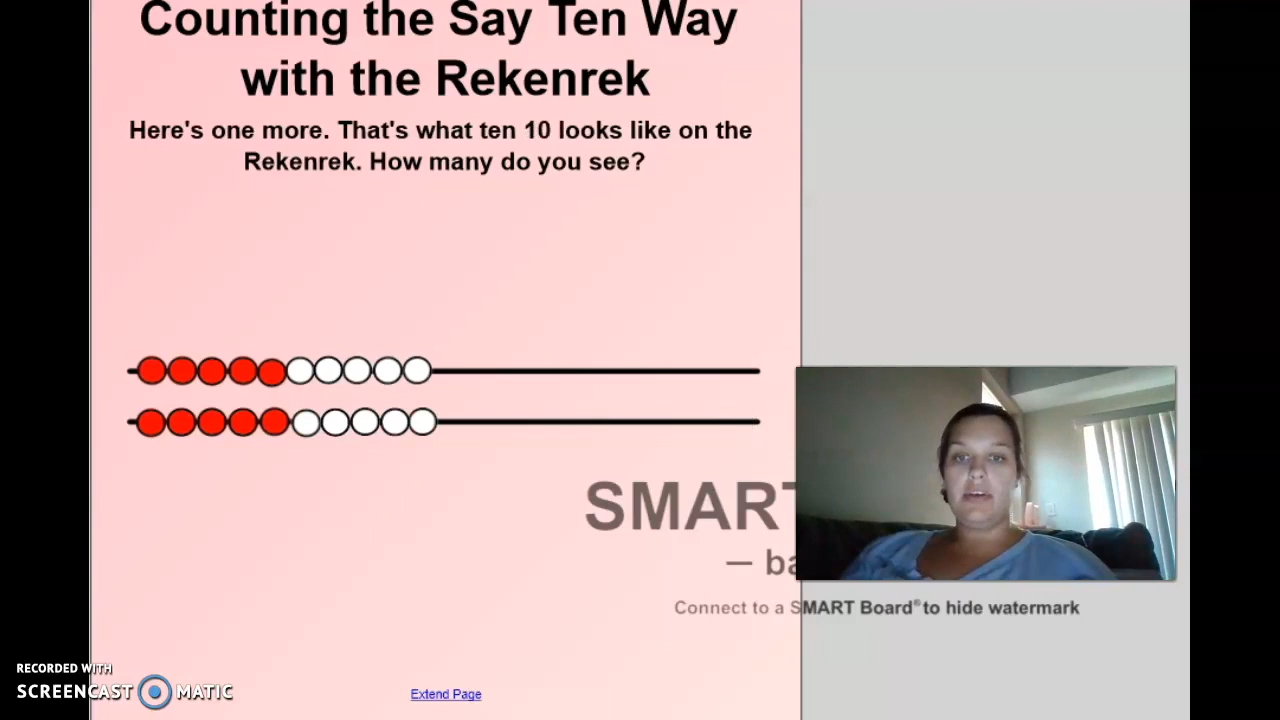 Counting the Say Ten Way
with the Rekenrek
Here's one more. That's what ten 10 looks like on the
Rekenrek. How many do you see?
SMART
— ba
Connect to a SMART Board® to hide watermark
RECORDED WITH
SCREENCAST MATIC
Extend Page